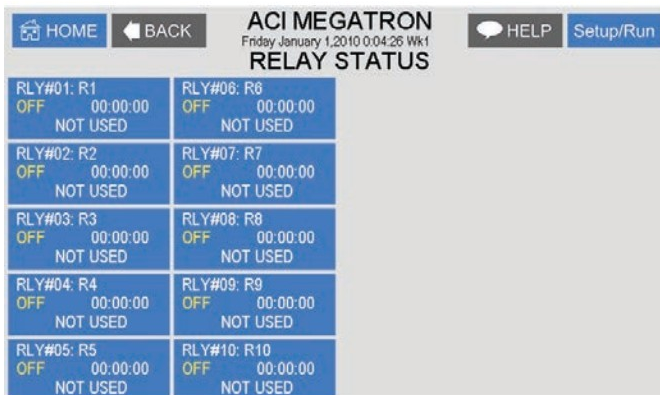 HOME
BACK
ACI MEGATRON
Friday January 1,2010 0:04:26 Wk1
RELAY STATUS
HELP
Setup/Run
RLY#01: R1
OFF 00:00:00
NOT USED
RLY#06: R6
OFF 00:00:00
NOT USED
RLY#02: R2
OFF 00:00:00
NOT USED
RLY#07: R7
OFF 00:00:00
NOT USED
RLY#03: R3
OFF 00:00:00
NOT USED
RLY#08: R8
OFF 00:00:00
NOT USED
RLY#04: R4
OFF 00:00:00
NOT USED
RLY#09: R9
OFF 00:00:00
NOT USED
RLY#05: R5
OFF 00:00:00
NOT USED
RLY#10: R10
OFF 00:00:00
NOT USED